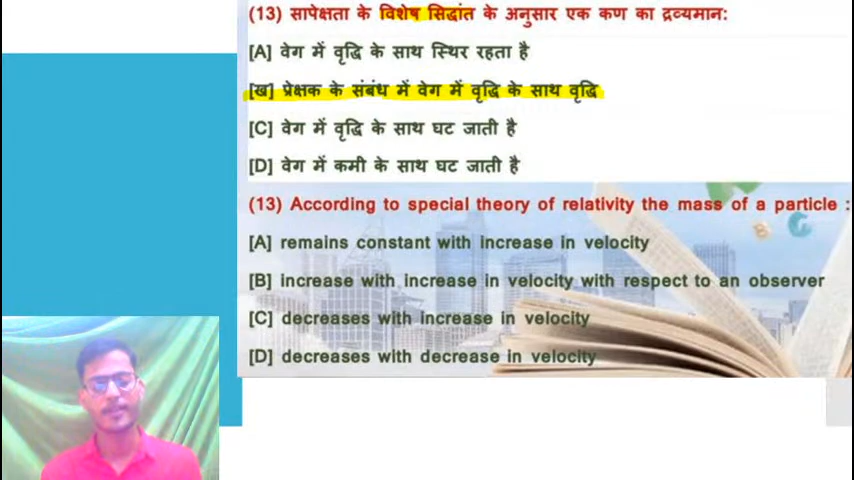 (13) सापेक्षता के विशेष सिद्धांत के अनुसार एक कण का द्रव्यमान:
[A] वेग में वृद्धि के साथ स्थिर रहता है
[ख] प्रेक्षक के संबंध में वेग में वृद्धि के साथ वृद्धि
[C] वेग में वृद्धि के साथ घट जाती है
[D] वेग में कमी के साथ घट जाती है
(13) According to special theory of relativity the mass of a particle :
[A] remains constant with increase in velocity
[B] increase with increase in velocity with respect to an observer
[C] decreases with increase in velocity
[D] decreases with decrease in velocity